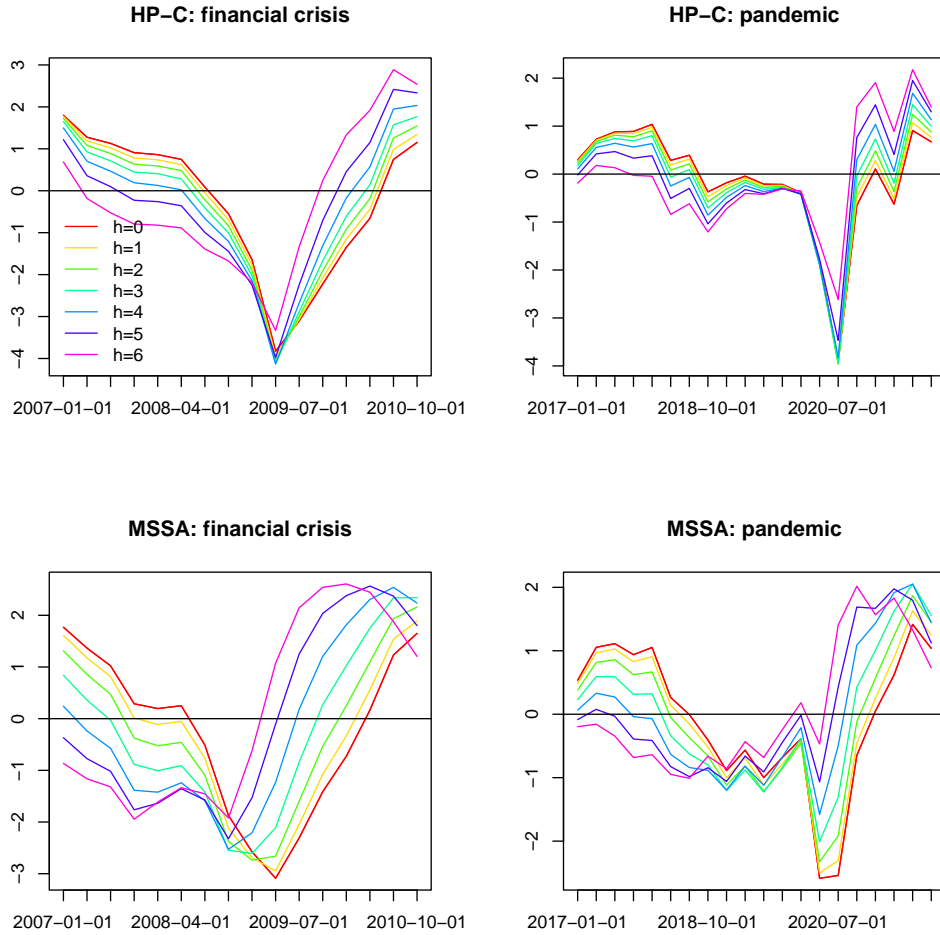 HP−C: financial crisis
3
2
1
0
−1
−2
−3
−4
h=0
h=1
h=2
h=3
h=4
h=5
h=6
2007−01−01 2008−04−01 2009−07−01 2010−10−01
HP−C: pandemic
2
1
0
−1
−2
−3
−4
2017−01−01 2018−10−01 2020−07−01
MSSA: financial crisis
2
1
0
−1
−2
−3
2007−01−01 2008−04−01 2009−07−01 2010−10−01
MSSA: pandemic
2
1
0
−1
−2
2017−01−01 2018−10−01 2020−07−01